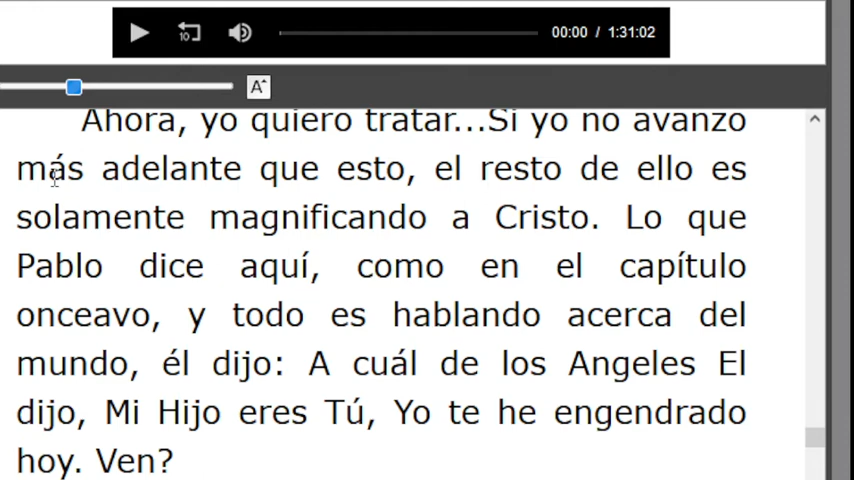 00:00 / 1:31:02
10
A
Ahora, yo quiero tratar...Si yo no avanzo
más adelante que esto, el resto de ello es
solamente magnificando a Cristo. Lo que
Pablo dice aquí, como en el capítulo
onceavo, y todo es hablando acerca del
mundo, él dijo: A cuál de los Angeles El
dijo, Mi Hijo eres Tú, Yo te he engendrado
hoy. Ven?